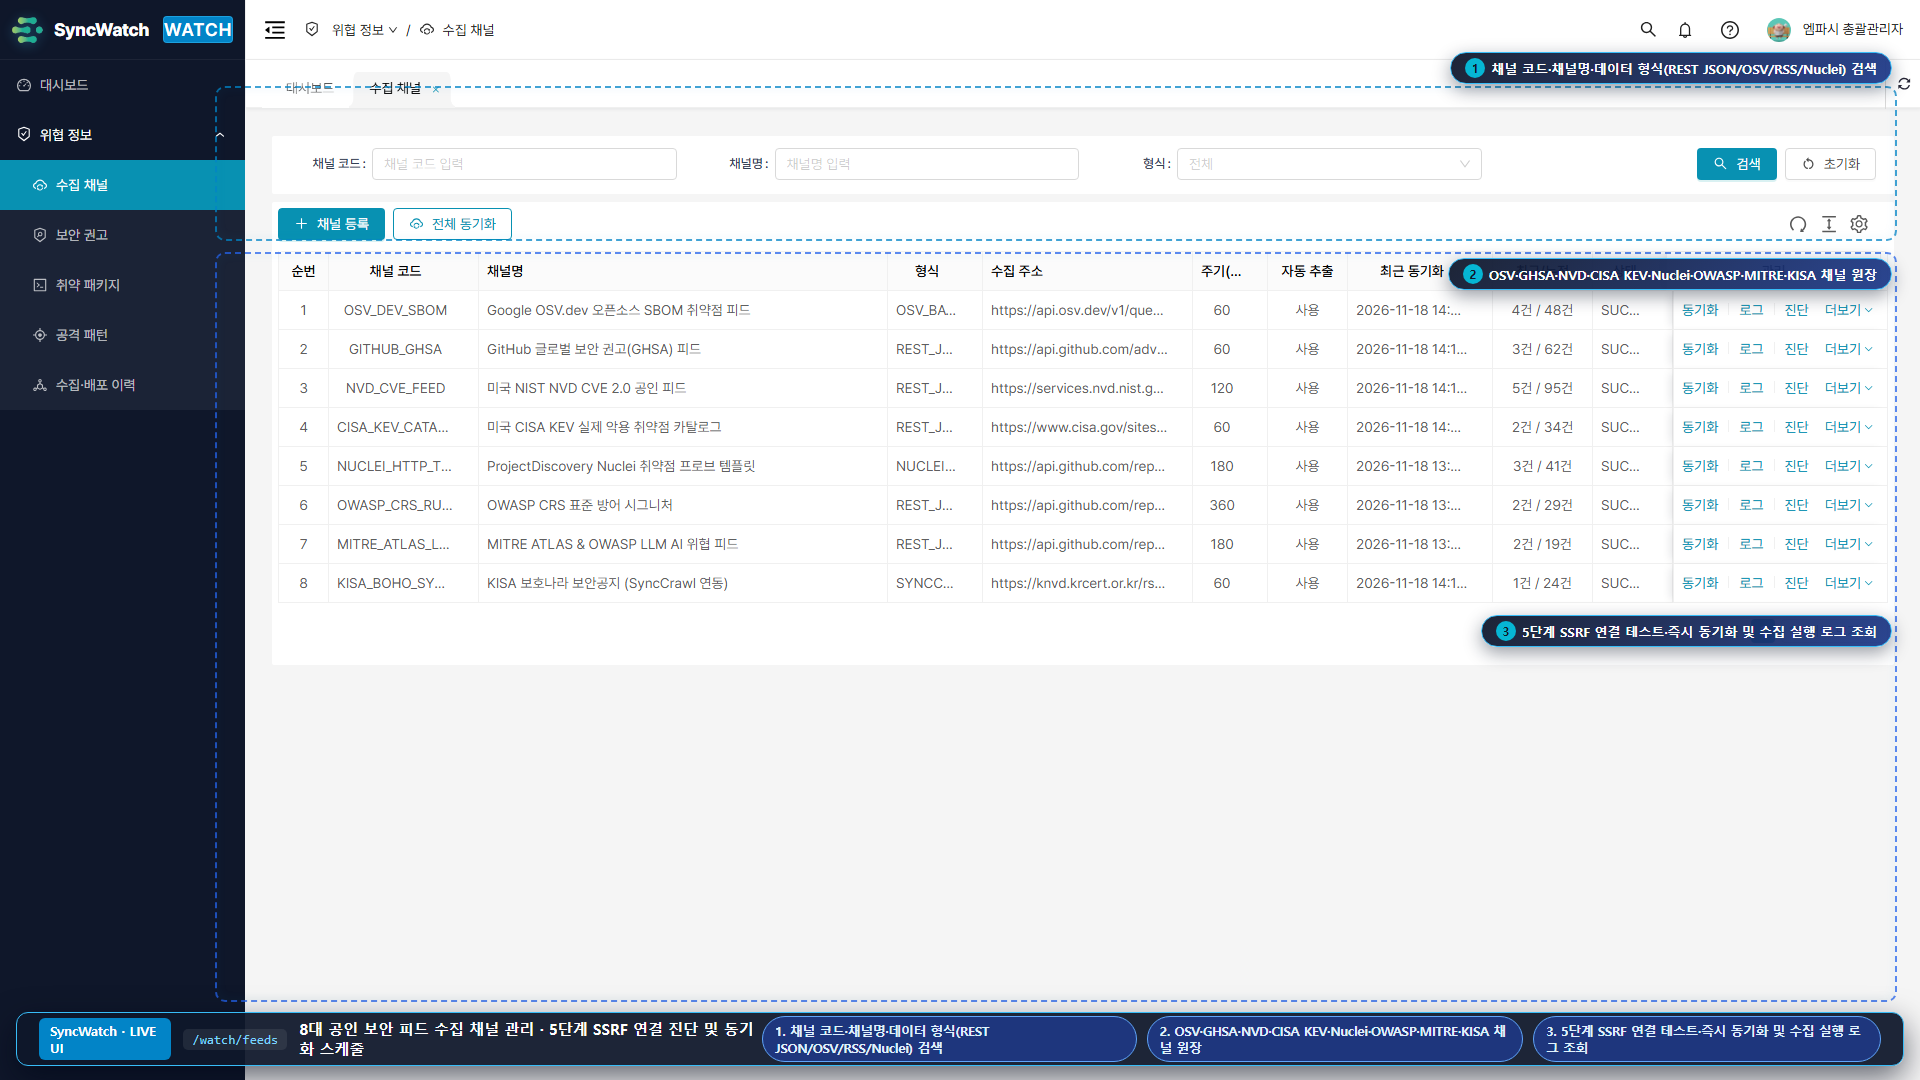 SyncWatch WATCH
위협 정보 / 수집 채널
엠파시 총괄관리자
1 채널 코드·채널명·데이터 형식(REST JSON/OSV/RSS/Nuclei) 검색
대시보드
위협 정보
수집 채널
보안 권고
취약 패키지
공격 패턴
수집·배포 이력
대시보드 수집 채널 ×
채널 코드: 채널 코드 입력 채널명: 채널명 입력 형식: 전체 검색 초기화
+ 채널 등록 전체 동기화
순번 채널 코드 채널명 형식 수집 주소 주기(... 자동 추출 최근 동기화
2 OSV·GHSA·NVD·CISA KEV·Nuclei·OWASP·MITRE·KISA 채널 원장
1 OSV_DEV_SBOM Google OSV.dev 오픈소스 SBOM 취약점 피드 OSV_BA... https://api.osv.dev/v1/que... 60 사용 2026-11-18 14:... 4건 / 48건 SUC... 동기화 로그 진단 더보기
2 GITHUB_GHSA GitHub 글로벌 보안 권고(GHSA) 피드 REST_J... https://api.github.com/adv... 60 사용 2026-11-18 14:1... 3건 / 62건 SUC... 동기화 로그 진단 더보기
3 NVD_CVE_FEED 미국 NIST NVD CVE 2.0 공인 피드 REST_J... https://services.nvd.nist.g... 120 사용 2026-11-18 14:1... 5건 / 95건 SUC... 동기화 로그 진단 더보기
4 CISA_KEV_CATA... 미국 CISA KEV 실제 악용 취약점 카탈로그 REST_J... https://www.cisa.gov/sites... 60 사용 2026-11-18 14:... 2건 / 34건 SUC... 동기화 로그 진단 더보기
5 NUCLEI_HTTP_T... ProjectDiscovery Nuclei 취약점 프로브 템플릿 NUCLEI... https://api.github.com/rep... 180 사용 2026-11-18 13:... 3건 / 41건 SUC... 동기화 로그 진단 더보기
6 OWASP_CRS_RU... OWASP CRS 표준 방어 시그니처 REST_J... https://api.github.com/rep... 360 사용 2026-11-18 13:... 2건 / 29건 SUC... 동기화 로그 진단 더보기
7 MITRE_ATLAS_L... MITRE ATLAS & OWASP LLM AI 위협 피드 REST_J... https://api.github.com/rep... 180 사용 2026-11-18 13:... 2건 / 19건 SUC... 동기화 로그 진단 더보기
8 KISA_BOHO_SY... KISA 보호나라 보안공지 (SyncCrawl 연동) SYNCC... https://knvd.krcert.or.kr/rs... 60 사용 2026-11-18 14:1... 1건 / 24건 SUC... 동기화 로그 진단 더보기
3 5단계 SSRF 연결 테스트·즉시 동기화 및 수집 실행 로그 조회
SyncWatch · LIVE
UI
/watch/feeds
8대 공인 보안 피드 수집 채널 관리 · 5단계 SSRF 연결 진단 및 동기
화 스케줄
1. 채널 코드·채널명·데이터 형식(REST
JSON/OSV/RSS/Nuclei) 검색
2. OSV·GHSA·NVD·CISA KEV·Nuclei·OWASP·MITRE·KISA 채
널 원장
3. 5단계 SSRF 연결 테스트·즉시 동기화 및 수집 실행 로
그 조회